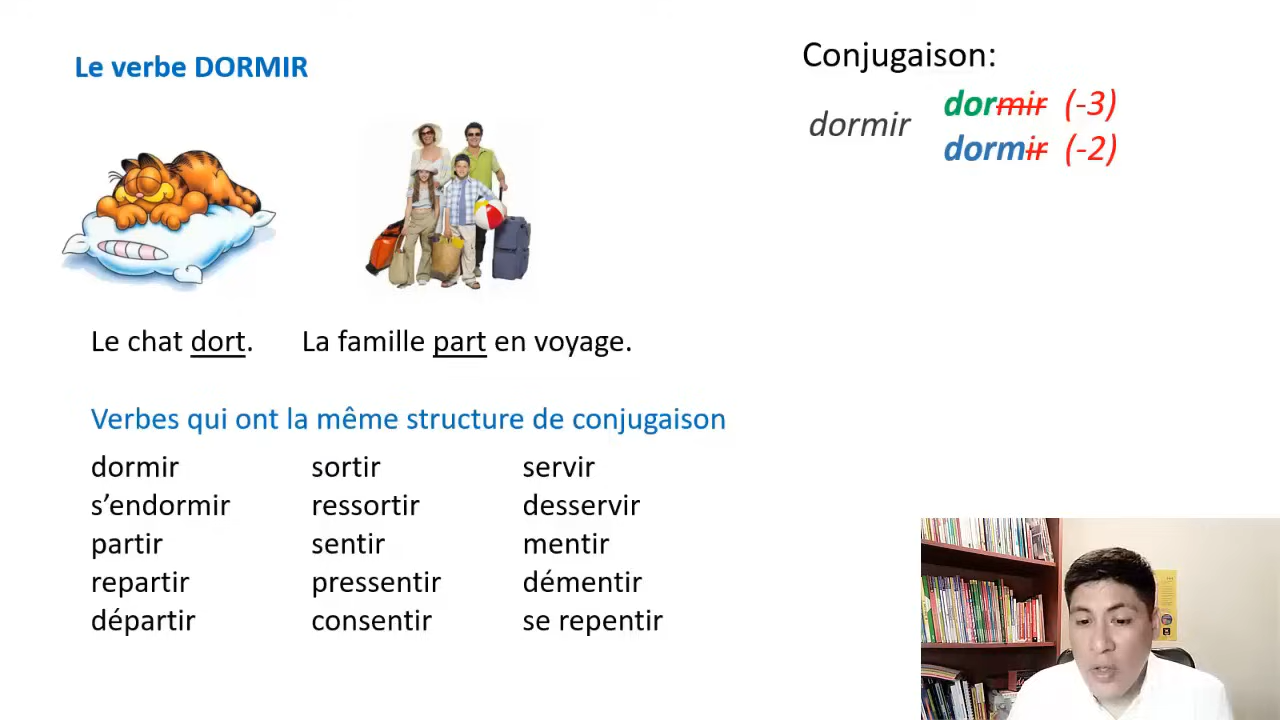 Le verbe DORMIR
Conjugaison:
dormir
dormir (-3)
dormir (-2)
Le chat dort.
La famille part en voyage.
Verbes qui ont la même structure de conjugaison
dormir
s’endormir
partir
repartir
départir
sortir
ressortir
sentir
pressentir
consentir
servir
desservir
mentir
démentir
se repentir